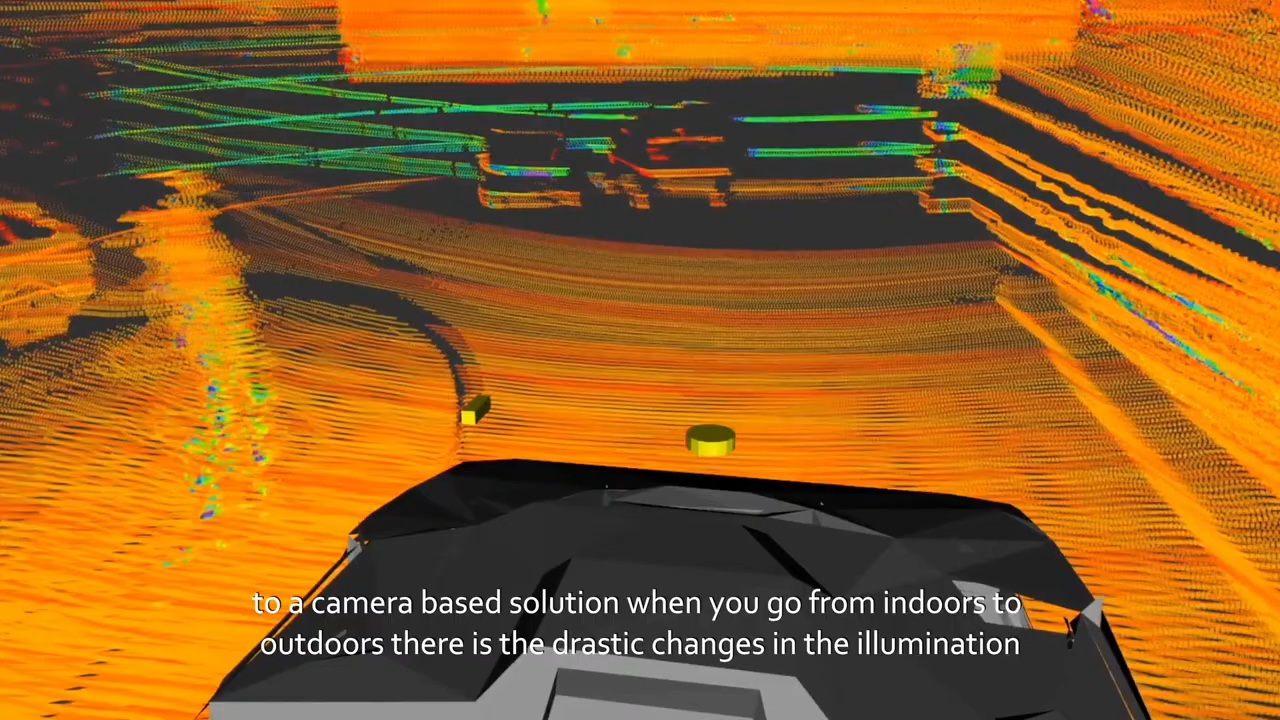 to a camera based solution when you go from indoors to
outdoors there is the drastic changes in the illumination